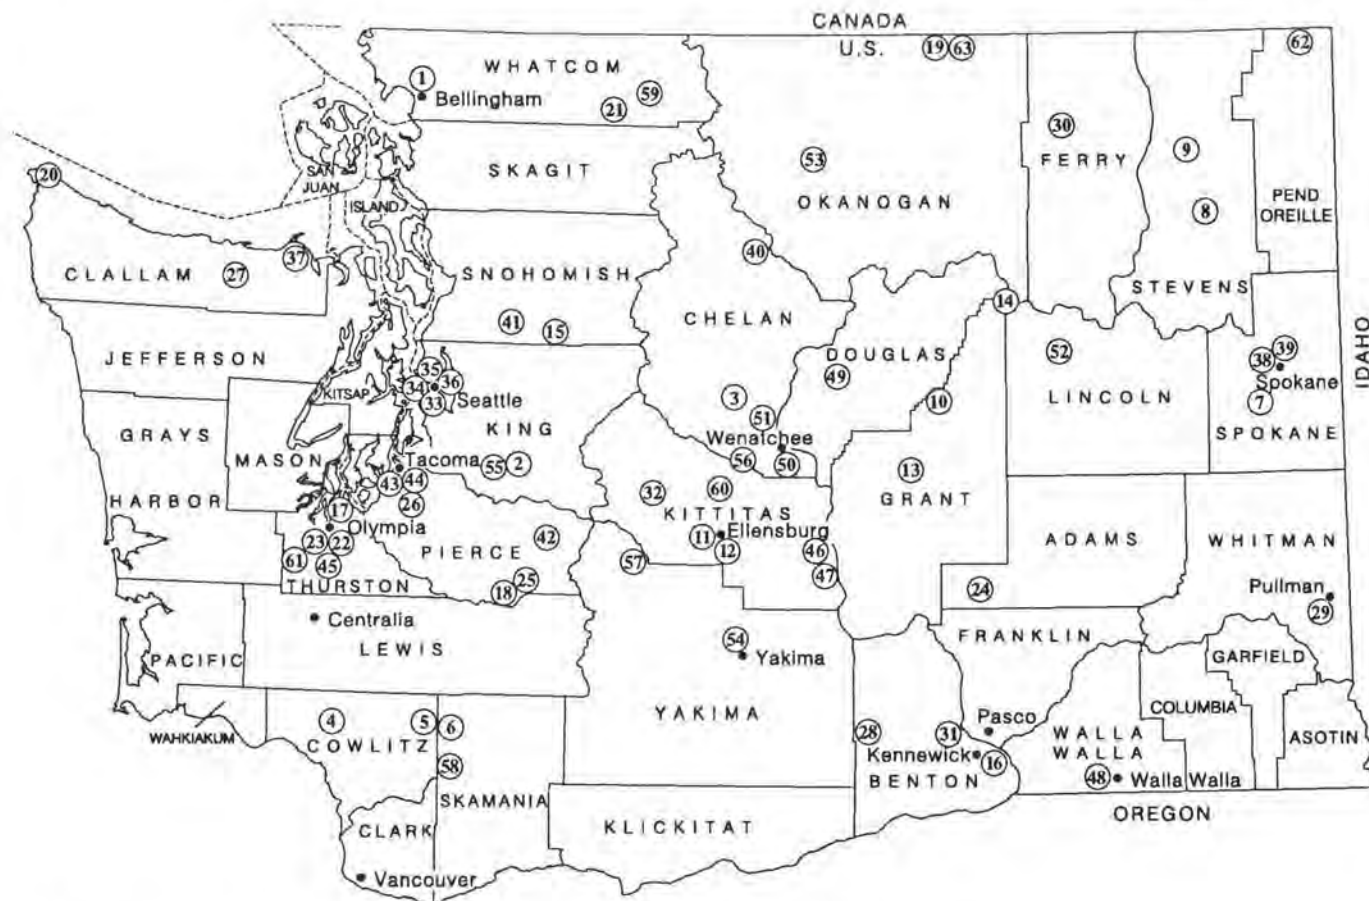 CANADA
U.S.
19 63
62
1
WHATCOM
Bellingham
59
21
30
FERRY
9
53
SKAGIT
20
SAN
JUAN
ISLAND
OKANOGAN
8
PEND
OREILLE
40
37
CLALLAM
27
SNOHOMISH
STEVENS
14
41
15
CHELAN
IDAHO
JEFFERSON
DOUGLAS
52
39
38
35
36
34
KITSAP
49
Spokane
33
Seattle
3
10
LINCOLN
7
51
GRAYS
KING
SPOKANE
Wenatchee
MASON
Tacoma
55 2
56
50
13
43 44
32
60
GRANT
HARBOR
26
17
KITTITAS
Olympia
Ellensburg
23 22
42
11
ADAMS
WHITMAN
PIERCE
12
46
61
45
57
47
THURSTON
25
18
24
Pullman
29
Centralia
54
FRANKLIN
LEWIS
Yakima
GARFIELD
PACIFIC
COLUMBIA
YAKIMA
4
5 6
28
31
Pasco
WALLA
WALLA
ASOTIN
WAHKIAKUM
COWLITZ
Kennewick
16
58
BENTON
48
Walla Walla
SKAMANIA
OREGON
CLARK
KLICKITAT
Vancouver